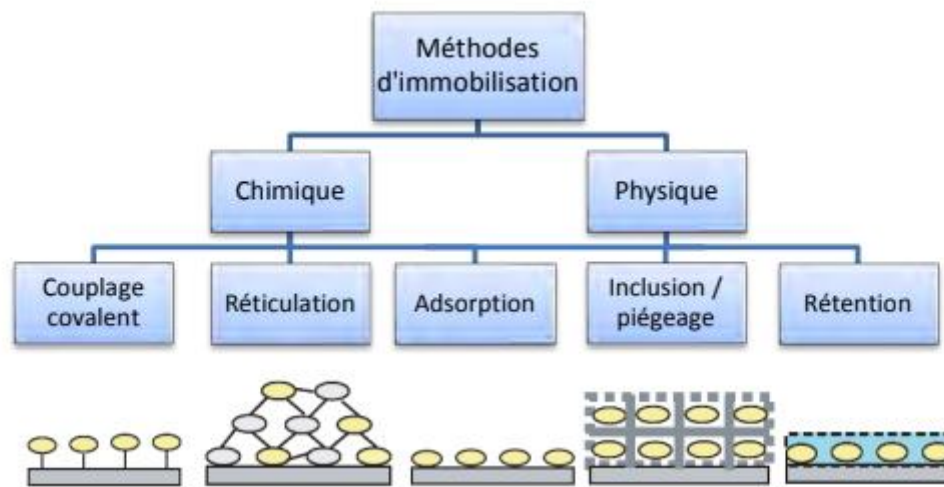 Méthodes
d'immobilisation
Chimique
Physique
Couplage
covalent
Réticulation
Adsorption
Inclusion /
piégeage
Rétention